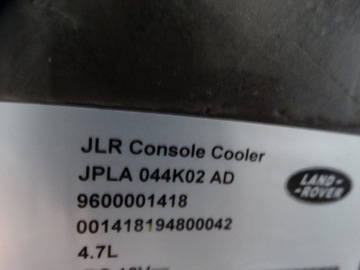 JLR Console Cooler
JPLA 044K02 AD
LAND-
-ROVER
9600001418
001418194800042
4.7L